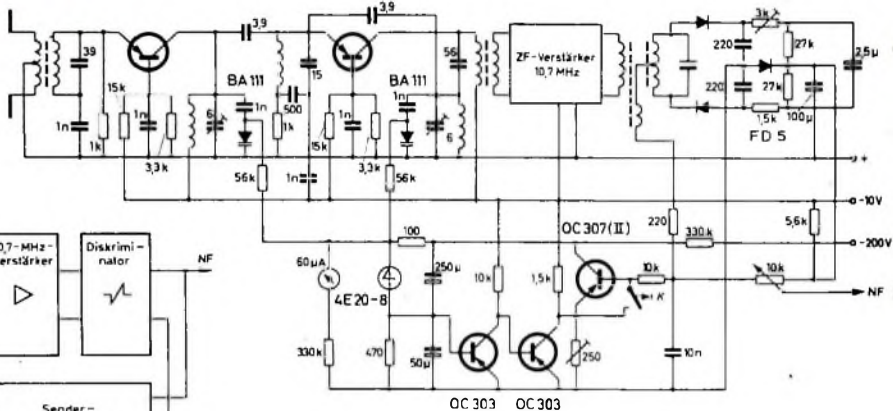 3,9
3,9
3k
39
15
56
ZF-Verstärker
10,7 MHz
220
27k
2,5µ
BA 111
BA 111
15k
1n
500
1n
220
27k
6
1n
1n
1k
15k
1n
6
1,5k
100µ
1k
3,3k
3,3k
FD 5
+
56k
1n
56k
-10V
OC 307(II)
220
5,6k
100
330k
-200V
0,7-MHz-
erstärker
Diskrimi-
nator
NF
60µA
250µ
10k
1,5k
10k
10k
4E20-8
K
NF
330k
470
50µ
250
10n
OC 303
OC 303
Sender-